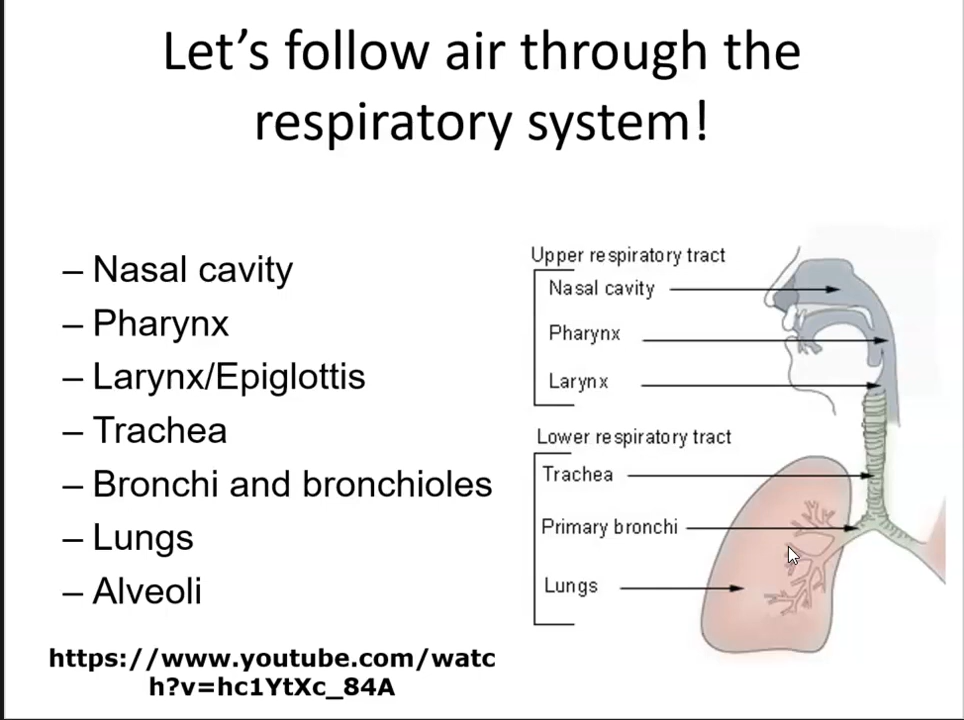 Let's follow air through the
respiratory system!
– Nasal cavity
– Pharynx
– Larynx/Epiglottis
– Trachea
– Bronchi and bronchioles
– Lungs
– Alveoli
https://www.youtube.com/watc
h?v=hc1YtXc_84A
Upper respiratory tract
Nasal cavity
Pharynx
Larynx
Lower respiratory tract
Trachea
Primary bronchi
Lungs